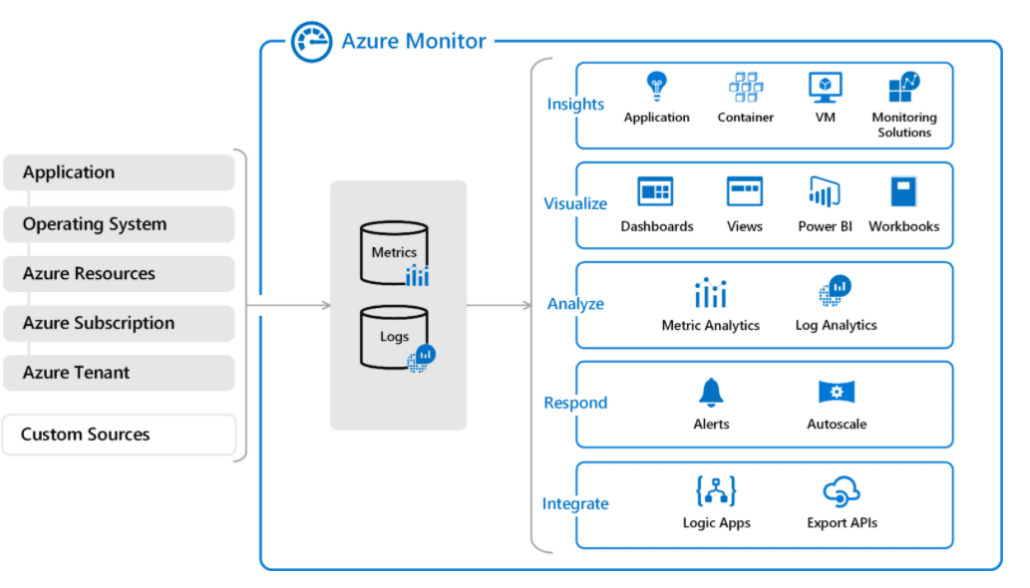 Azure Monitor
Application
Operating System
Azure Resources
Azure Subscription
Azure Tenant
Custom Sources
Metrics
Logs
Insights
Application
Container
VM
Monitoring
Solutions
Visualize
Dashboards
Views
Power BI
Workbooks
Analyze
Metric Analytics
Log Analytics
Respond
Alerts
Autoscale
Integrate
Logic Apps
Export APIs